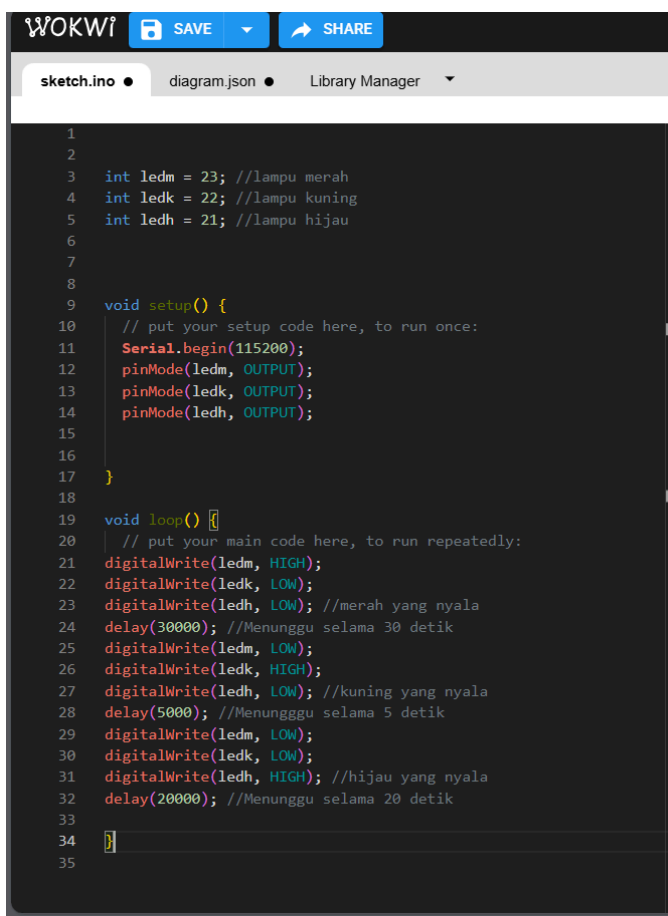 WOKWi SAVE SHARE
sketch.ino ● diagram.json ● Library Manager
1
2
3 int ledm = 23; //lampu merah
4 int ledk = 22; //lampu kuning
5 int ledh = 21; //lampu hijau
6
7
8
9 void setup() {
10 // put your setup code here, to run once:
11 Serial.begin(115200);
12 pinMode(ledm, OUTPUT);
13 pinMode(ledk, OUTPUT);
14 pinMode(ledh, OUTPUT);
15
16
17 }
18
19 void loop() {
20 // put your main code here, to run repeatedly:
21 digitalWrite(ledm, HIGH);
22 digitalWrite(ledk, LOW);
23 digitalWrite(ledh, LOW); //merah yang nyala
24 delay(30000); //Menunggu selama 30 detik
25 digitalWrite(ledm, LOW);
26 digitalWrite(ledk, HIGH);
27 digitalWrite(ledh, LOW); //kuning yang nyala
28 delay(5000); //Menungggu selama 5 detik
29 digitalWrite(ledm, LOW);
30 digitalWrite(ledk, LOW);
31 digitalWrite(ledh, HIGH); //hijau yang nyala
32 delay(20000); //Menunggu selama 20 detik
33
34 }
35